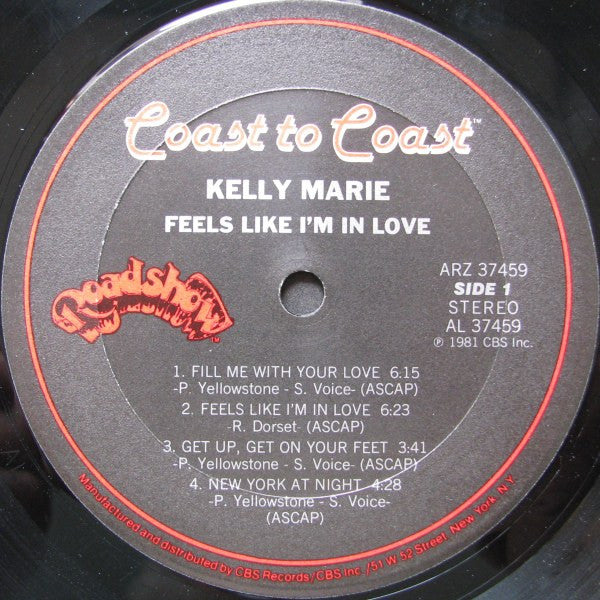 Coast to Coast™
KELLY MARIE
FEELS LIKE I'M IN LOVE
Roadshow
ARZ 37459
SIDE 1
STEREO
AL 37459
℗ 1981 CBS Inc.
1. FILL ME WITH YOUR LOVE 6:15
-P. Yellowstone - S. Voice- (ASCAP)
2. FEELS LIKE I'M IN LOVE 6:23
-R. Dorset- (ASCAP)
3. GET UP, GET ON YOUR FEET 3:41
-P. Yellowstone - S. Voice- (ASCAP)
4. NEW YORK AT NIGHT 4:28
-P. Yellowstone - S. Voice-
(ASCAP)
Manufactured and distributed by CBS Records/CBS Inc./51 W. 52 Street, New York, N.Y.